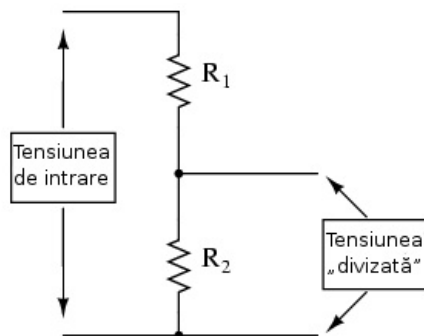 R₁
Tensiunea
de intrare
R₂
Tensiunea
„divizată”